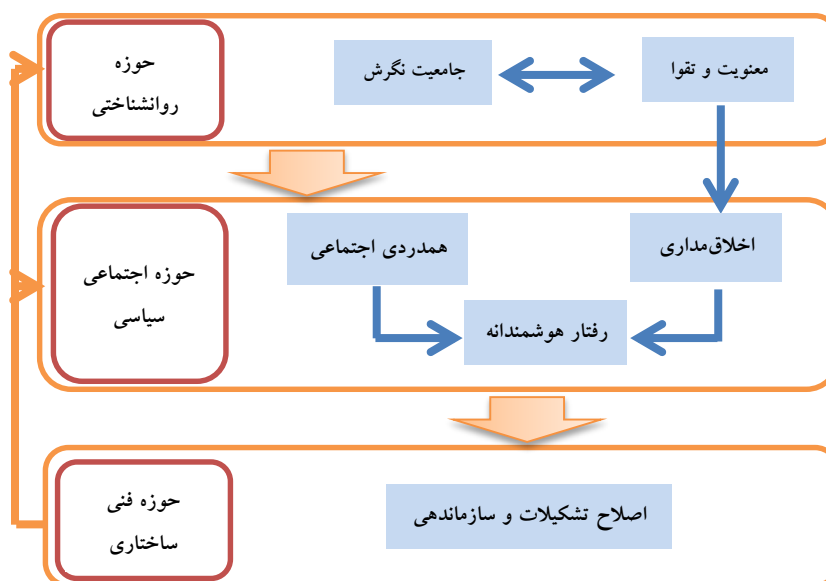 حوزه
روانشناختی
معنویت و تقوا
جامعیت نگرش
حوزه اجتماعی
سیاسی
اخلاق‌مداری
همدردی اجتماعی
رفتار هوشمندانه
حوزه فنی
ساختاری
اصلاح تشکیلات و سازماندهی